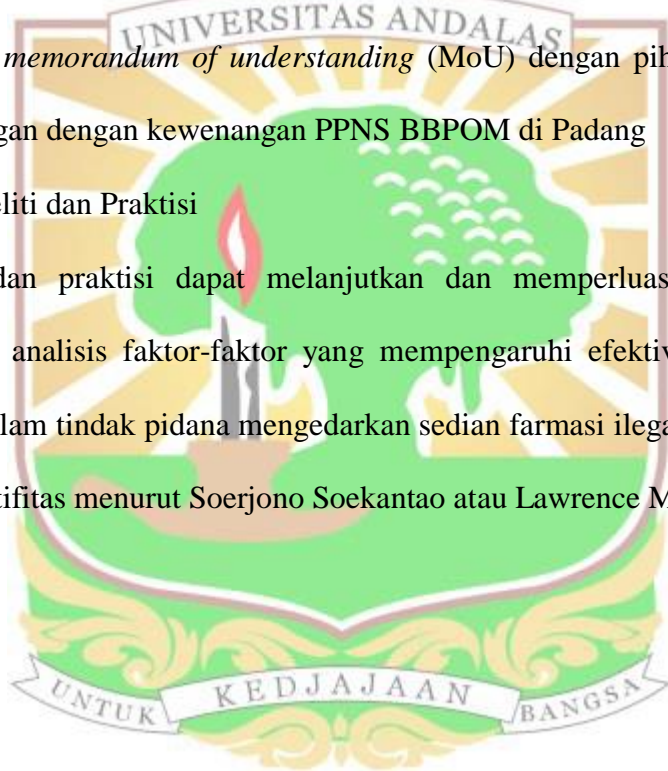 UNIVERSITAS ANDALAS
memorandum of understanding (MoU) dengan pih
gan dengan kewenangan PPNS BBPOM di Padang
eliti dan Praktisi
dan praktisi dapat melanjutkan dan memperluas
analisis faktor-faktor yang mempengaruhi efektiv
lam tindak pidana mengedarkan sedian farmasi ilega
tifitas menurut Soerjono Soekantao atau Lawrence M
UNTUK KEDJAJAAN BANGSA